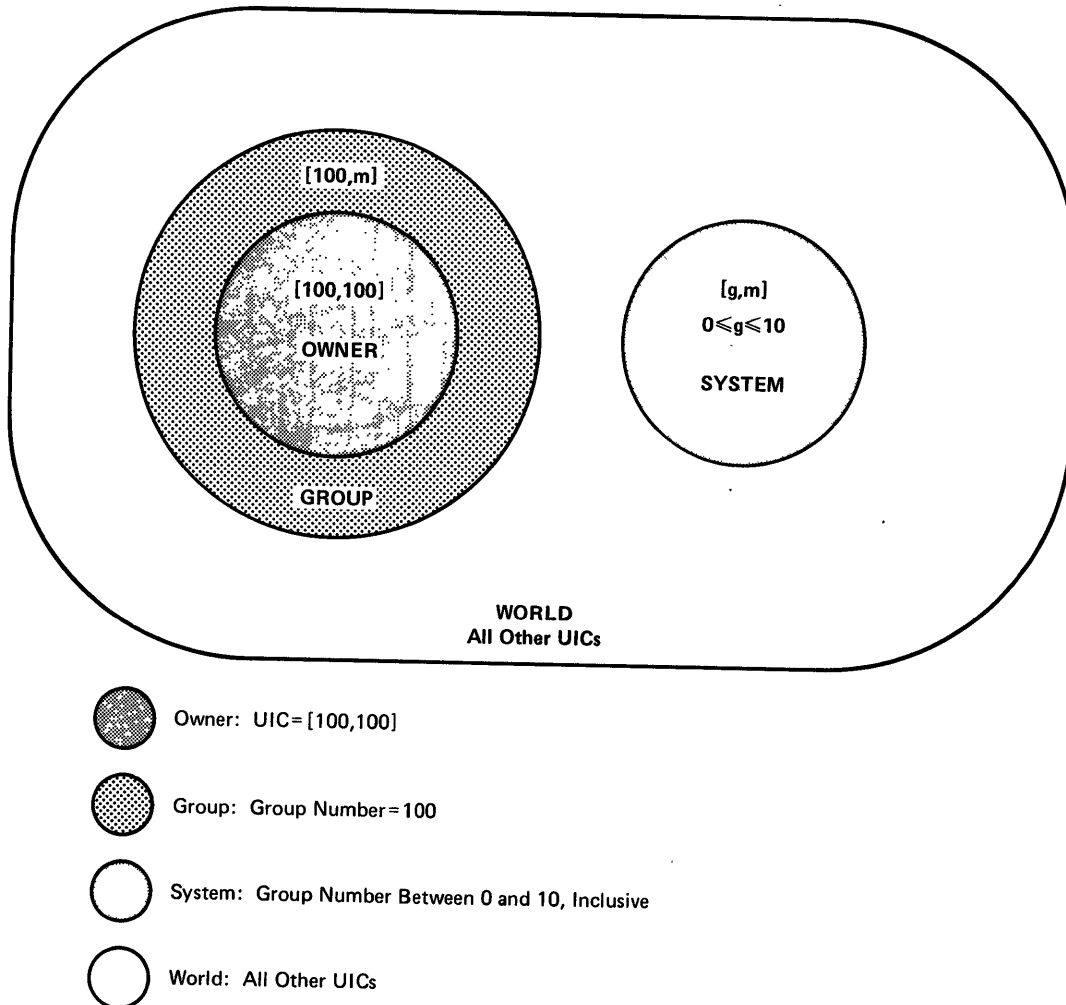 [100,m]
[100,100]
OWNER
GROUP
[g,m]
0⩽g⩽10
SYSTEM
WORLD
All Other UICs
Owner: UIC=[100,100]
Group: Group Number=100
System: Group Number Between 0 and 10, Inclusive
World: All Other UICs